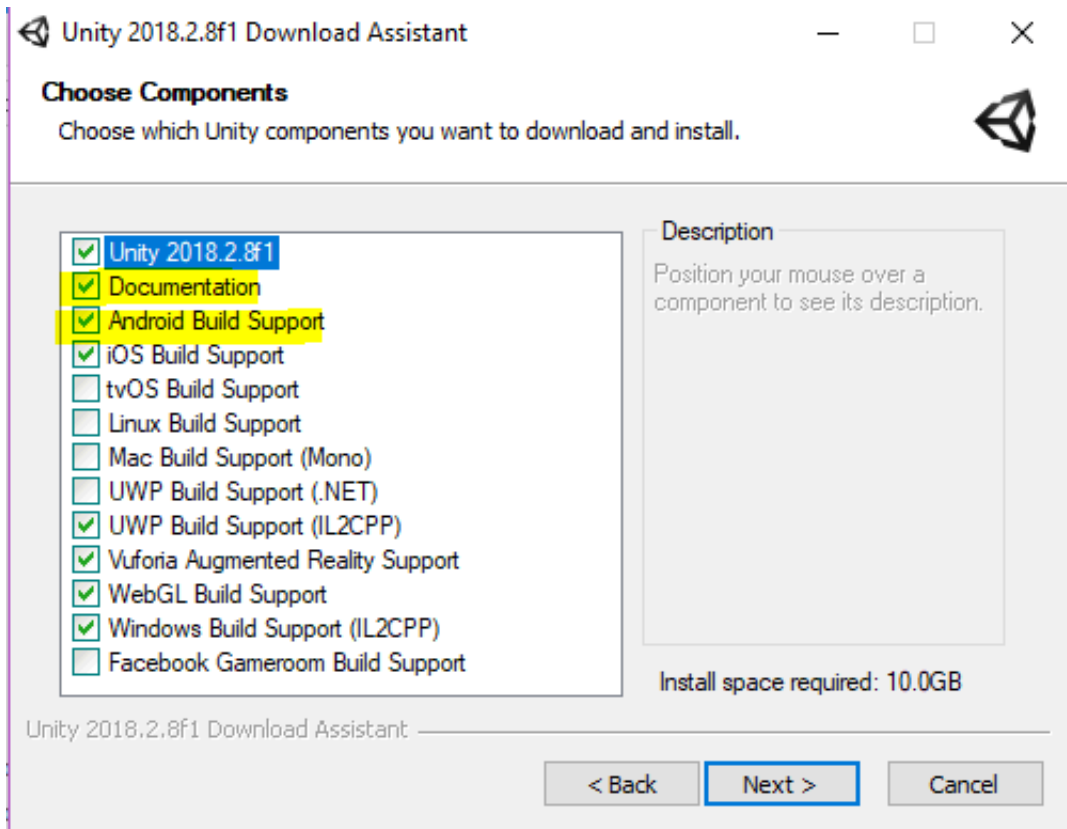 Unity 2018.2.8f1 Download Assistant
Choose Components
Choose which Unity components you want to download and install.
Unity 2018.2.8f1
Documentation
Android Build Support
iOS Build Support
tvOS Build Support
Linux Build Support
Mac Build Support (Mono)
UWP Build Support (.NET)
UWP Build Support (IL2CPP)
Vuforia Augmented Reality Support
WebGL Build Support
Windows Build Support (IL2CPP)
Facebook Gameroom Build Support
Description
Position your mouse over a
component to see its description.
Install space required: 10.0GB
Unity 2018.2.8f1 Download Assistant
< Back
Next >
Cancel